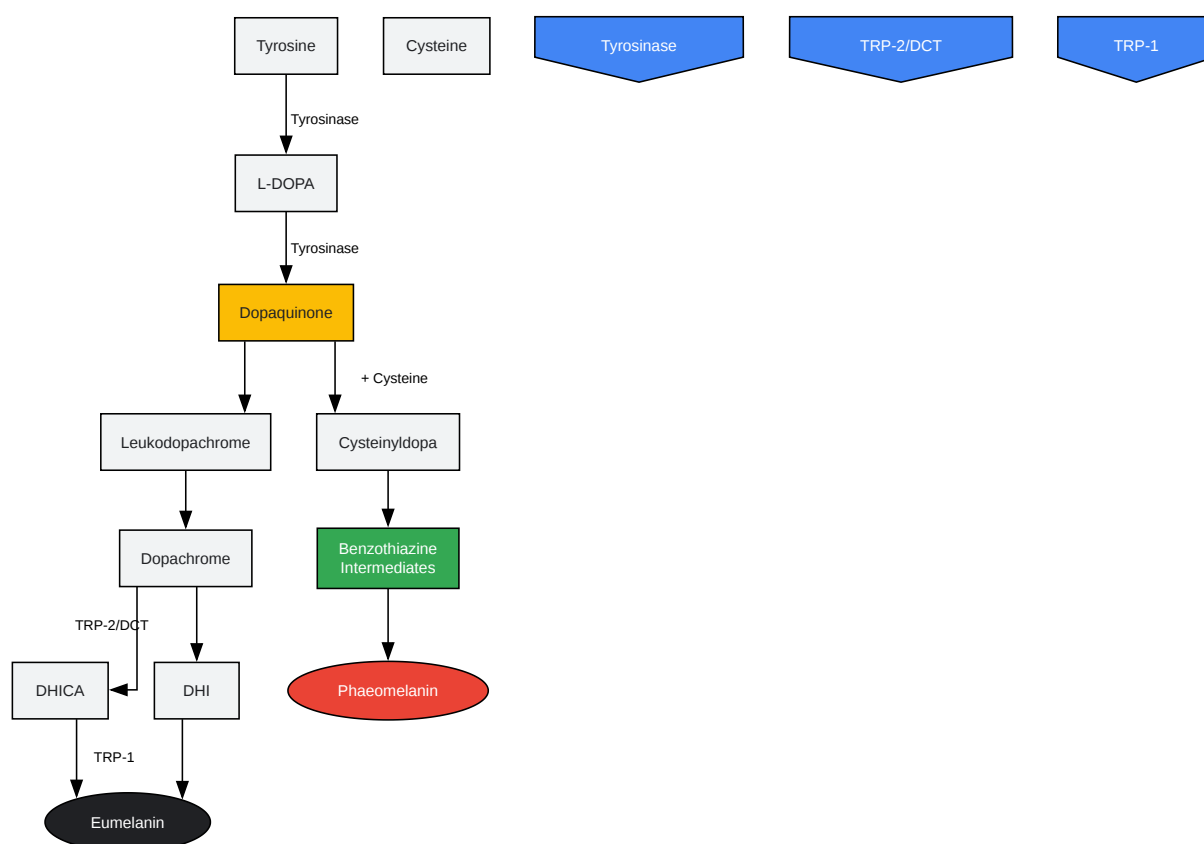 Tyrosine
Cysteine
Tyrosinase
TRP-2/DCT
TRP-1
Tyrosinase
L-DOPA
Tyrosinase
Dopaquinone
+ Cysteine
Leukodopachrome
Cysteinyldopa
Dopachrome
Benzothiazine
Intermediates
TRP-2/DCT
DHICA
DHI
Phaeomelanin
TRP-1
Eumelanin